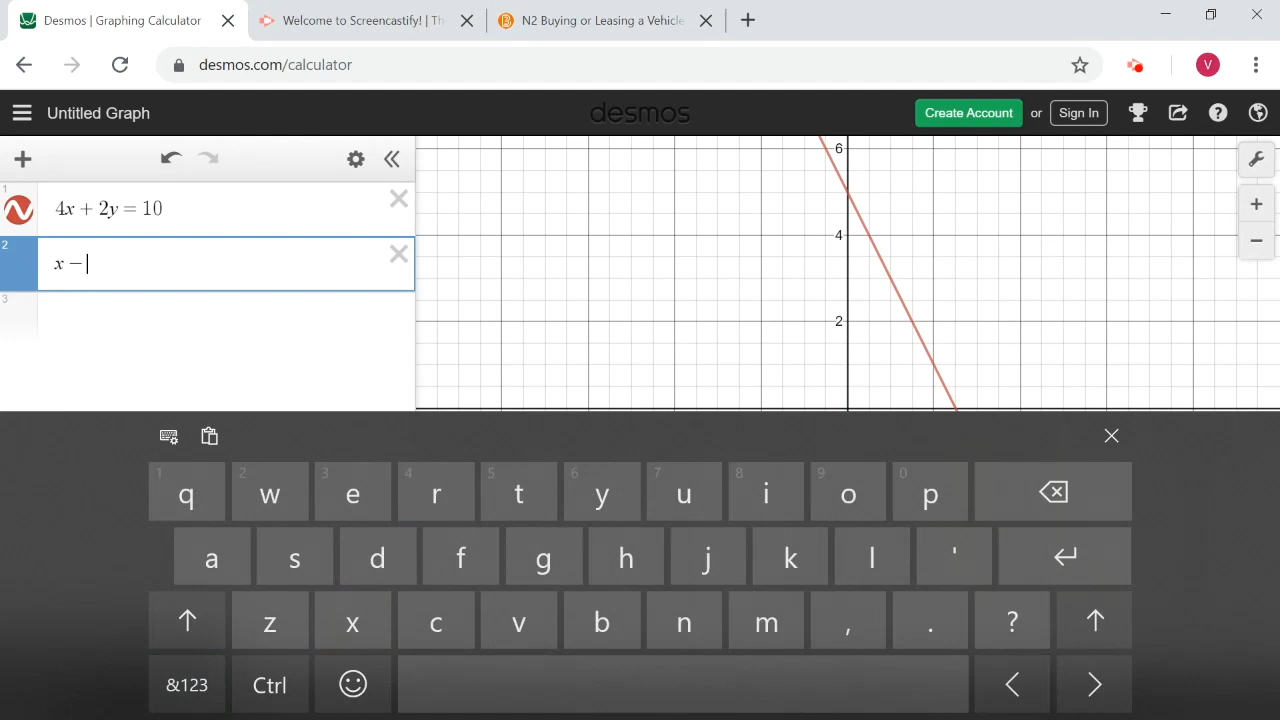 Desmos | Graphing Calculator
Welcome to Screencastify! | Th
N2 Buying or Leasing a Vehicle
desmos.com/calculator
V
Untitled Graph
desmos
Create Account or Sign In
1
4x + 2y = 10
2
x −
3
6
4
2
1 q 2 w 3 e 4 r 5 t 6 y 7 u 8 i 9 o 0 p
a s d f g h j k l '
z x c v b n m , . ?
&123 Ctrl